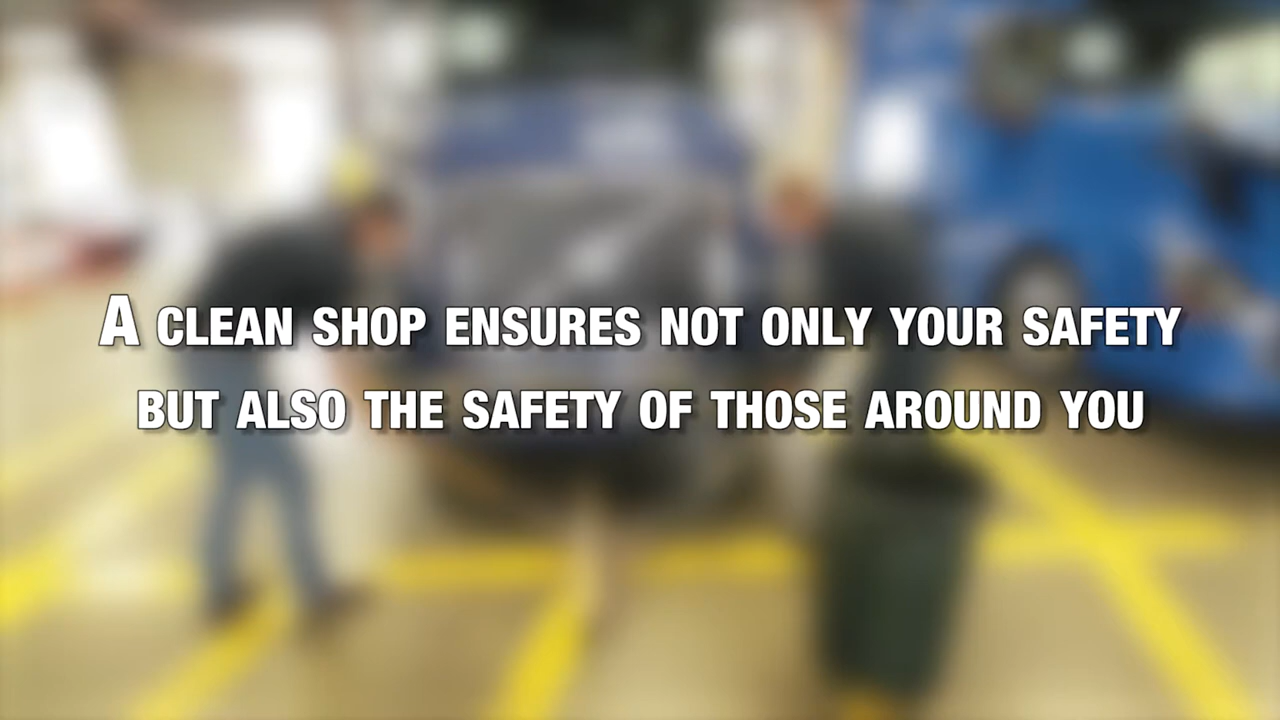 A CLEAN SHOP ENSURES NOT ONLY YOUR SAFETY
BUT ALSO THE SAFETY OF THOSE AROUND YOU